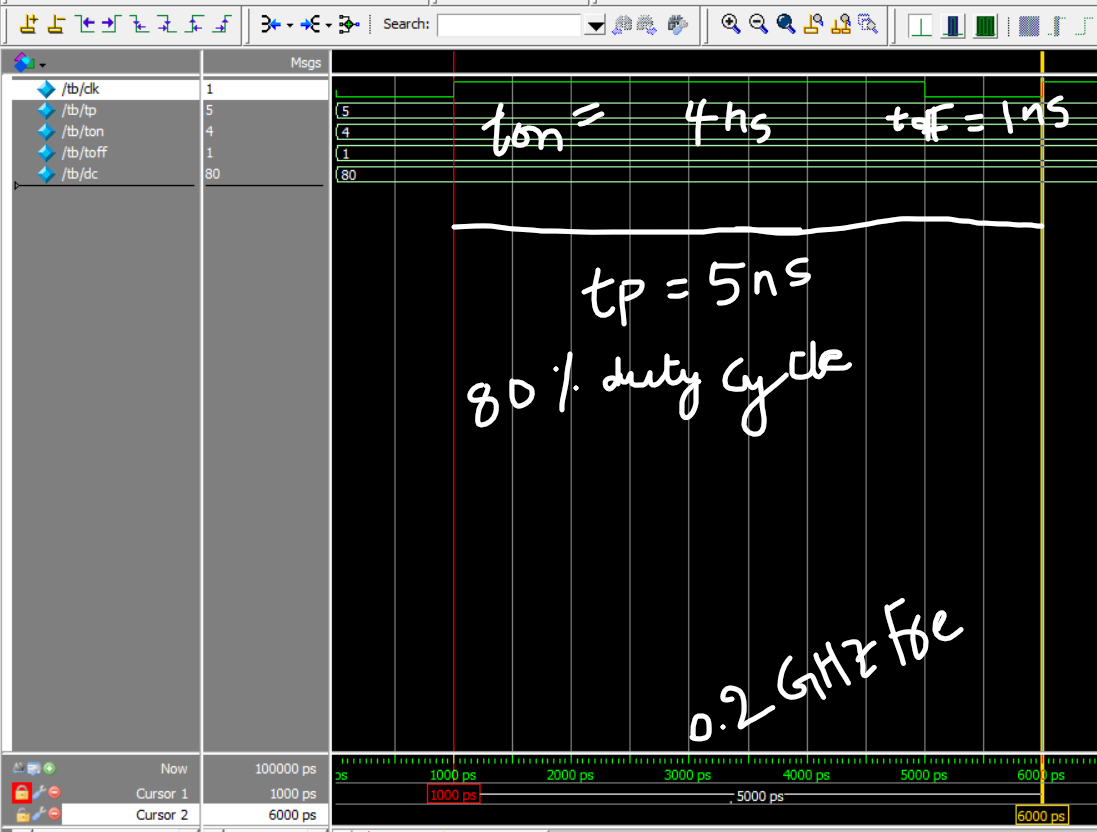 Search:
Msgs
/tb/clk 1
/tb/tp 5 5
/tb/ton 4 4
/tb/toff 1 1
/tb/dc 80 80
ton = 4ns toff = 1ns
tp = 5ns
80 % duty cycle
0.2 GHz Fre
Now 100000 ps ps 1000 ps 2000 ps 3000 ps 4000 ps 5000 ps 6000 ps
Cursor 1 1000 ps 1000 ps 5000 ps
Cursor 2 6000 ps 6000 ps